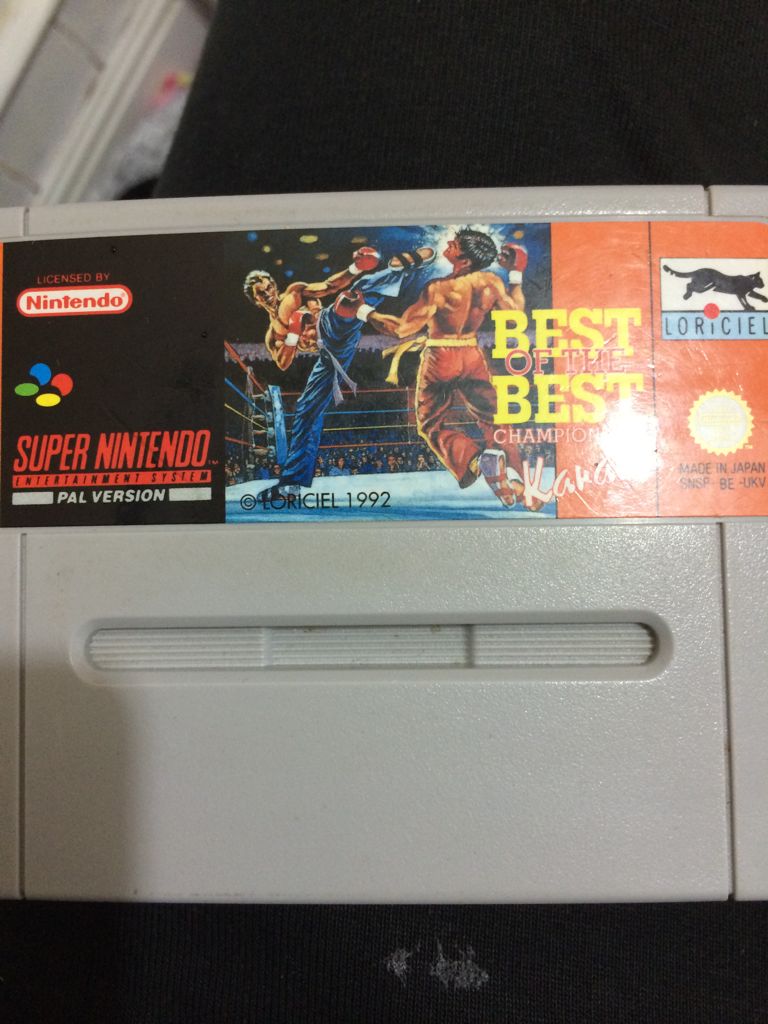 LICENSED BY
Nintendo
SUPER NINTENDO™
ENTERTAINMENT SYSTEM
PAL VERSION
© LORICIEL 1992
BEST
OF THE
BEST
LORICIEL
MADE IN JAPAN
SNSP - BE - UKV